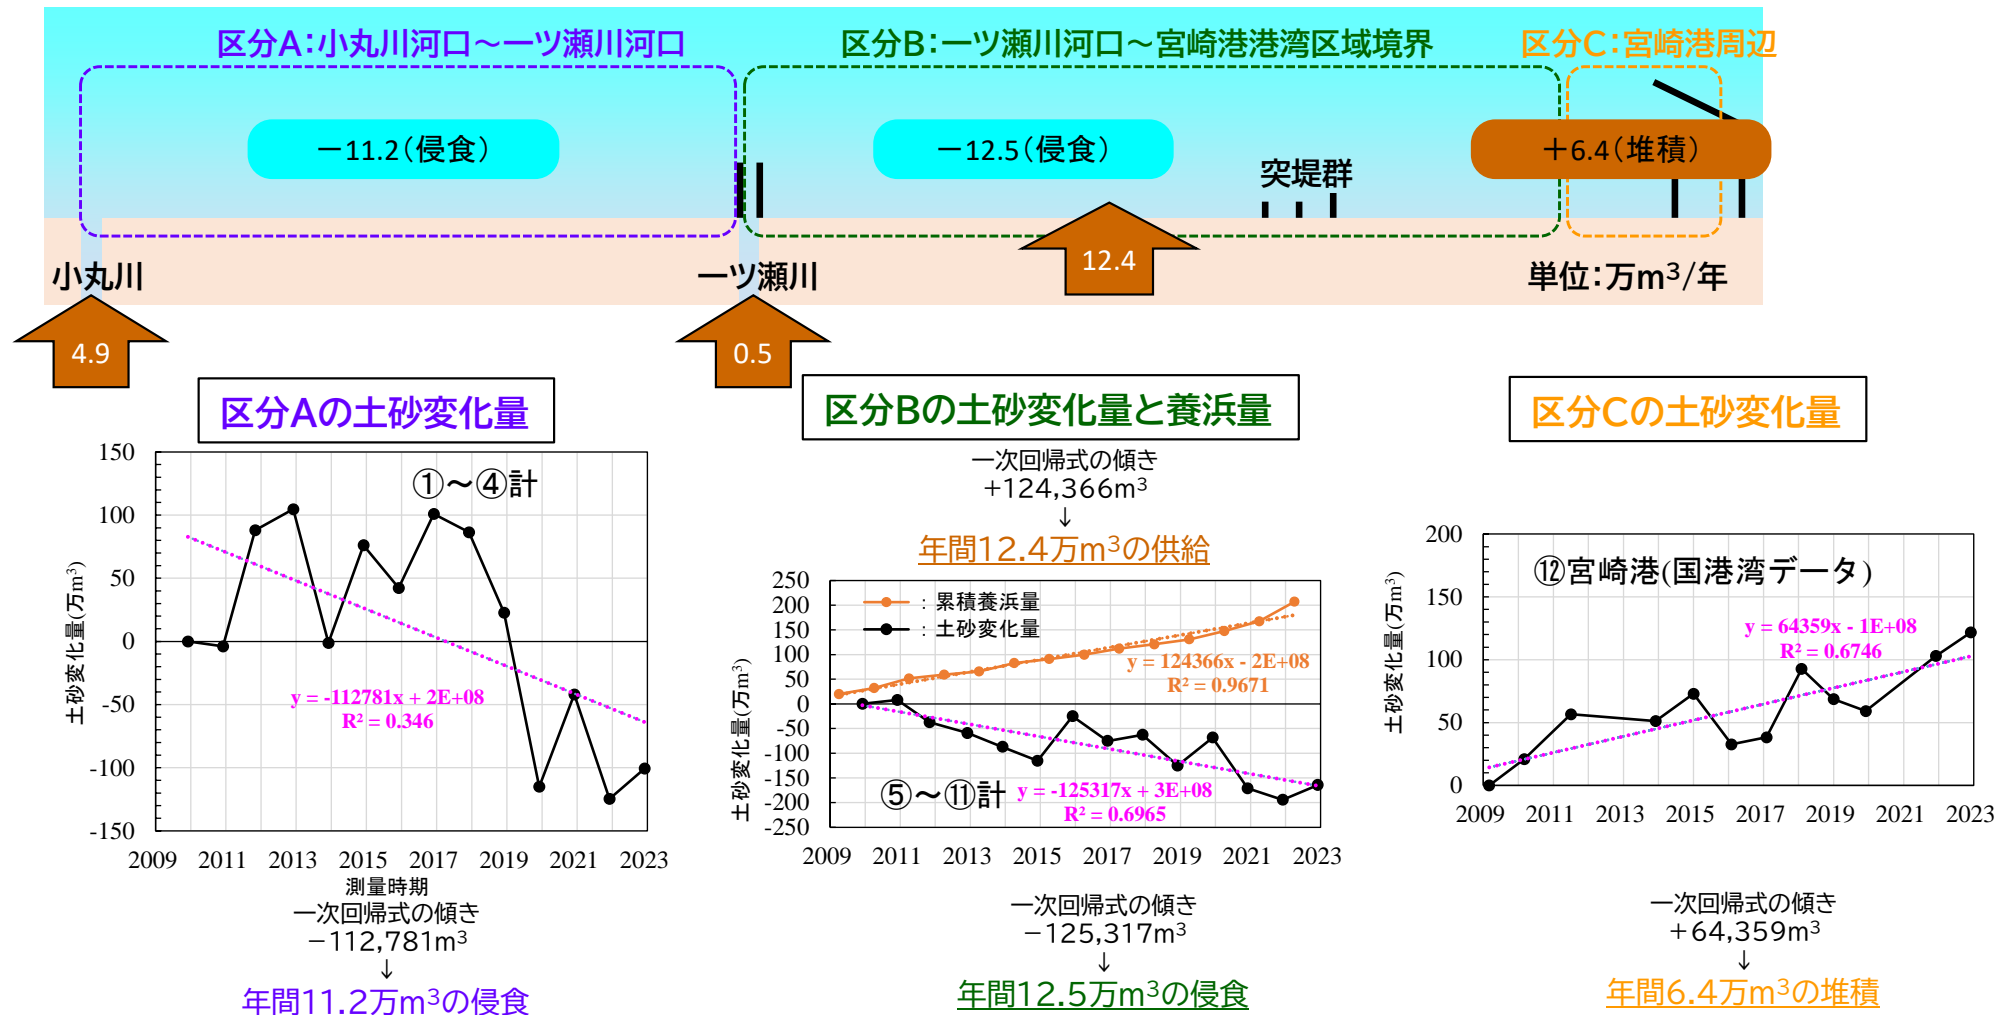 区分A:小丸川河口～一ツ瀬川河口
区分B:一ツ瀬川河口～宮崎港港湾区域境界
区分C:宮崎港周辺
－11.2(侵食)
－12.5(侵食)
＋6.4(堆積)
突堤群
小丸川
一ツ瀬川
12.4
単位:万m³/年
4.9
0.5
区分Aの土砂変化量
土砂変化量(万m³)
150
100
50
0
-50
-100
-150
①～④計
y = -112781x + 2E+08
R² = 0.346
2009 2011 2013 2015 2017 2019 2021 2023
測量時期
一次回帰式の傾き
－112,781m³
↓
年間11.2万m³の侵食
区分Bの土砂変化量と養浜量
一次回帰式の傾き
＋124,366m³
↓
年間12.4万m³の供給
土砂変化量(万m³)
250
200
150
100
50
0
-50
-100
-150
-200
-250
：累積養浜量
：土砂変化量
y = 124366x - 2E+08
R² = 0.9671
⑤～⑪計
y = -125317x + 3E+08
R² = 0.6965
2009 2011 2013 2015 2017 2019 2021 2023
一次回帰式の傾き
－125,317m³
↓
年間12.5万m³の侵食
区分Cの土砂変化量
土砂変化量(万m³)
200
150
100
50
0
⑫宮崎港(国港湾データ)
y = 64359x - 1E+08
R² = 0.6746
2009 2011 2013 2015 2017 2019 2021 2023
一次回帰式の傾き
＋64,359m³
↓
年間6.4万m³の堆積